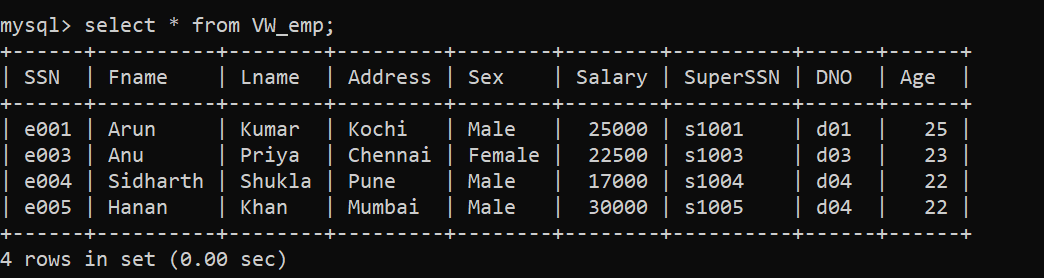 mysql> select * from VW_emp;
+------+----------+--------+---------+--------+--------+----------+------+------+
| SSN  | Fname    | Lname  | Address | Sex    | Salary | SuperSSN | DNO  | Age  |
+------+----------+--------+---------+--------+--------+----------+------+------+
| e001 | Arun     | Kumar  | Kochi   | Male   |  25000 | s1001    | d01  |   25 |
| e003 | Anu      | Priya  | Chennai | Female |  22500 | s1003    | d03  |   23 |
| e004 | Sidharth | Shukla | Pune    | Male   |  17000 | s1004    | d04  |   22 |
| e005 | Hanan    | Khan   | Mumbai  | Male   |  30000 | s1005    | d04  |   22 |
+------+----------+--------+---------+--------+--------+----------+------+------+
4 rows in set (0.00 sec)